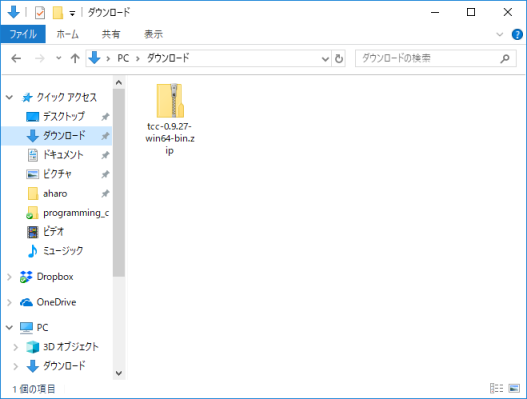 ダウンロード
ファイル ホーム 共有 表示
PC ダウンロード ダウンロードの検索
クイック アクセス
デスクトップ
ダウンロード
ドキュメント
ピクチャ
aharo
programming_c
ビデオ
ミュージック
Dropbox
OneDrive
PC
3D オブジェクト
ダウンロード
tcc-0.9.27-
win64-bin.z
ip
1 個の項目